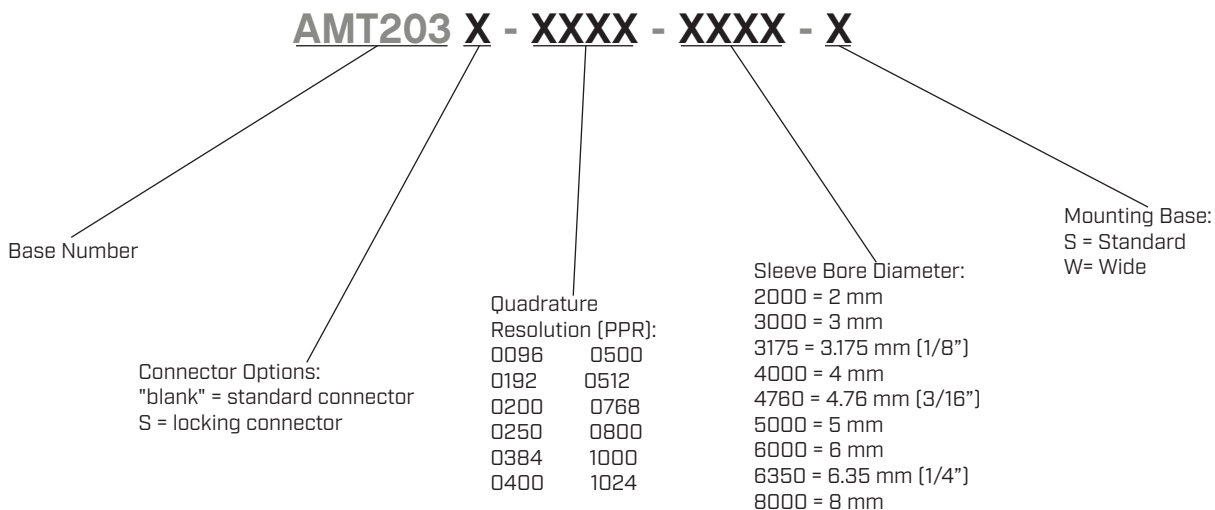 AMT203 X - XXXX - XXXX - X
Base Number
Connector Options:
"blank" = standard connector
S = locking connector
Quadrature
Resolution (PPR):
0096 0500
0192 0512
0200 0768
0250 0800
0384 1000
0400 1024
Sleeve Bore Diameter:
2000 = 2 mm
3000 = 3 mm
3175 = 3.175 mm (1/8”)
4000 = 4 mm
4760 = 4.76 mm (3/16”)
5000 = 5 mm
6000 = 6 mm
6350 = 6.35 mm (1/4”)
8000 = 8 mm
Mounting Base:
S = Standard
W= Wide